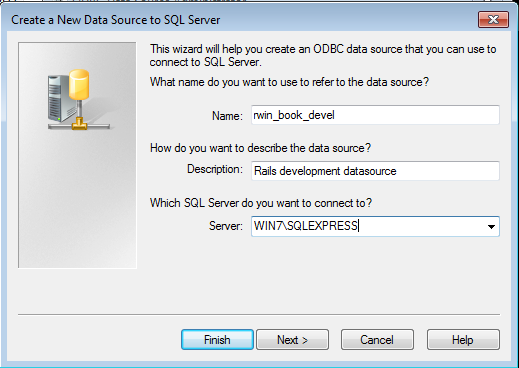 Create a New Data Source to SQL Server
This wizard will help you create an ODBC data source that you can use to
connect to SQL Server.
What name do you want to use to refer to the data source?
Name: rwin_book_devel
How do you want to describe the data source?
Description: Rails development datasource
Which SQL Server do you want to connect to?
Server: WIN7\SQLEXPRESS
Finish Next > Cancel Help